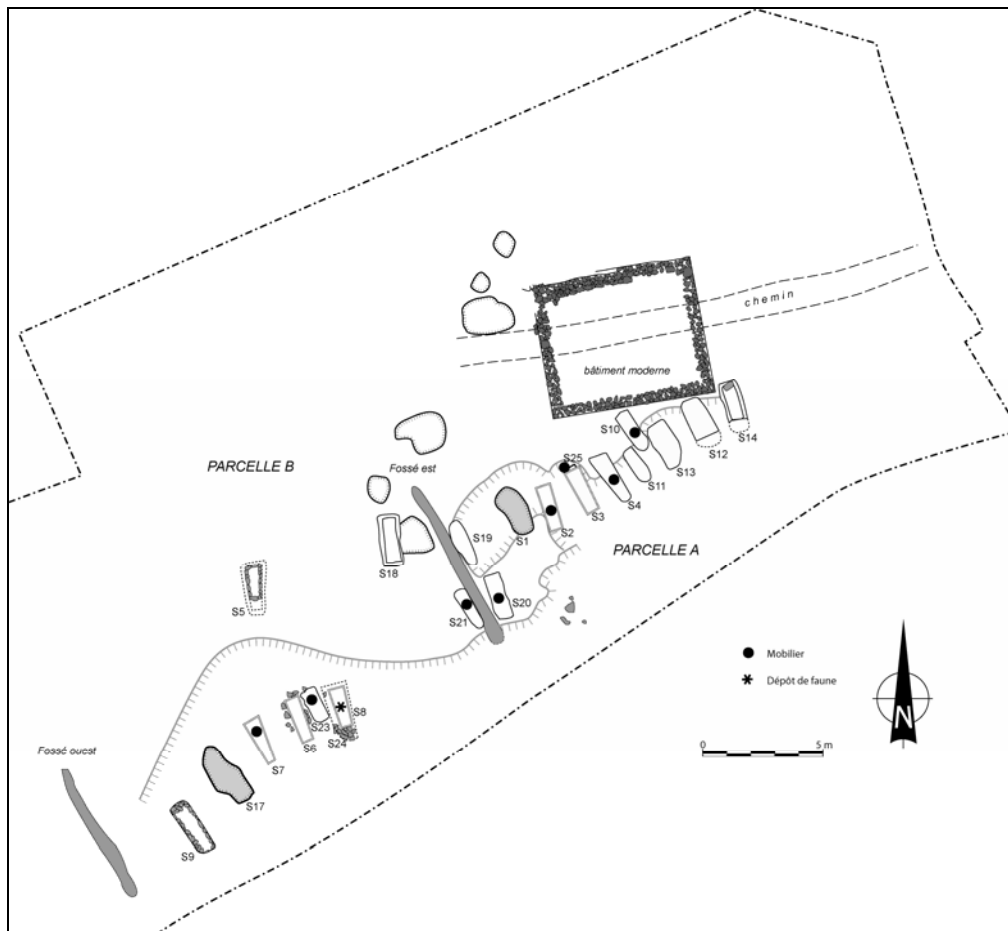 chemin
bâtiment moderne
S10
S14
S12
S13
S25
S11
S4
S3
PARCELLE B
Fossé est
S2
S1
S19
PARCELLE A
S18
S5
S20
S21
Mobilier
Dépôt de faune
S8
S23
S24
S6
S7
N
0
5 m
Fossé ouest
S17
S9